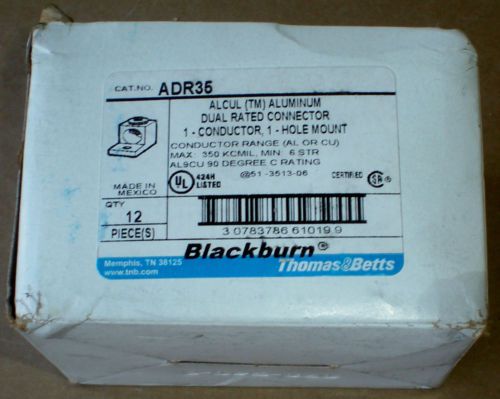 CAT.NO. ADR35
ALCUL (TM) ALUMINUM
DUAL RATED CONNECTOR
1 - CONDUCTOR, 1 - HOLE MOUNT
CONDUCTOR RANGE (AL OR CU)
MAX: 350 KCMIL, MIN: 6 STR
AL9CU 90 DEGREE C RATING
UL 424H LISTED
@51-3513-06
CERTIFIED SA
MADE IN
MEXICO
QTY
12
PIECE(S)
3 0783786 61019 9
Blackburn®
Memphis, TN 38125
www.tnb.com
Thomas&Betts